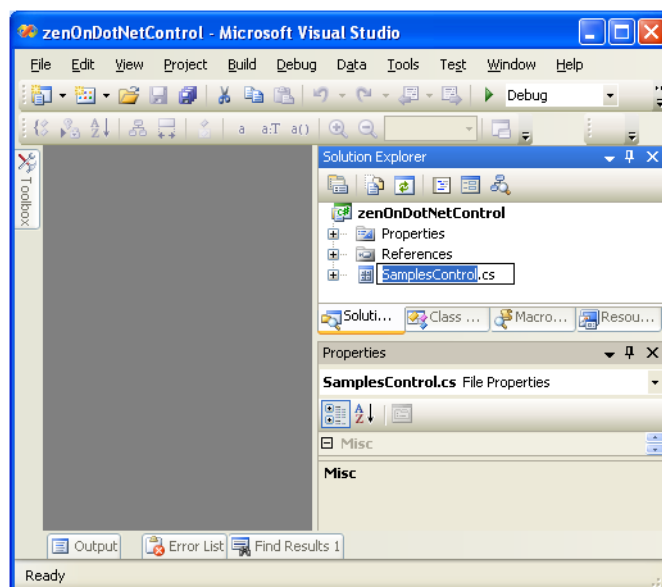 zenOnDotNetControl - Microsoft Visual Studio
File Edit View Project Build Debug Data Tools Test Window Help
Debug
a a:T a()
Toolbox
Solution Explorer
zenOnDotNetControl
Properties
References
SamplesControl.cs
Soluti... Class ... Macro... Resou...
Properties
SamplesControl.cs File Properties
Misc
Misc
Output Error List Find Results 1
Ready